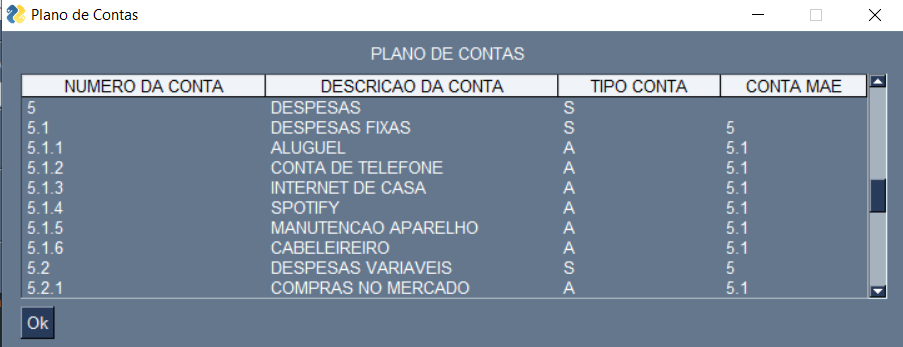 Plano de Contas
PLANO DE CONTAS
NUMERO DA CONTA DESCRICAO DA CONTA TIPO CONTA CONTA MAE
5 DESPESAS S
5.1 DESPESAS FIXAS S 5
5.1.1 ALUGUEL A 5.1
5.1.2 CONTA DE TELEFONE A 5.1
5.1.3 INTERNET DE CASA A 5.1
5.1.4 SPOTIFY A 5.1
5.1.5 MANUTENCAO APARELHO A 5.1
5.1.6 CABELEIREIRO A 5.1
5.2 DESPESAS VARIAVEIS S 5
5.2.1 COMPRAS NO MERCADO A 5.1
Ok